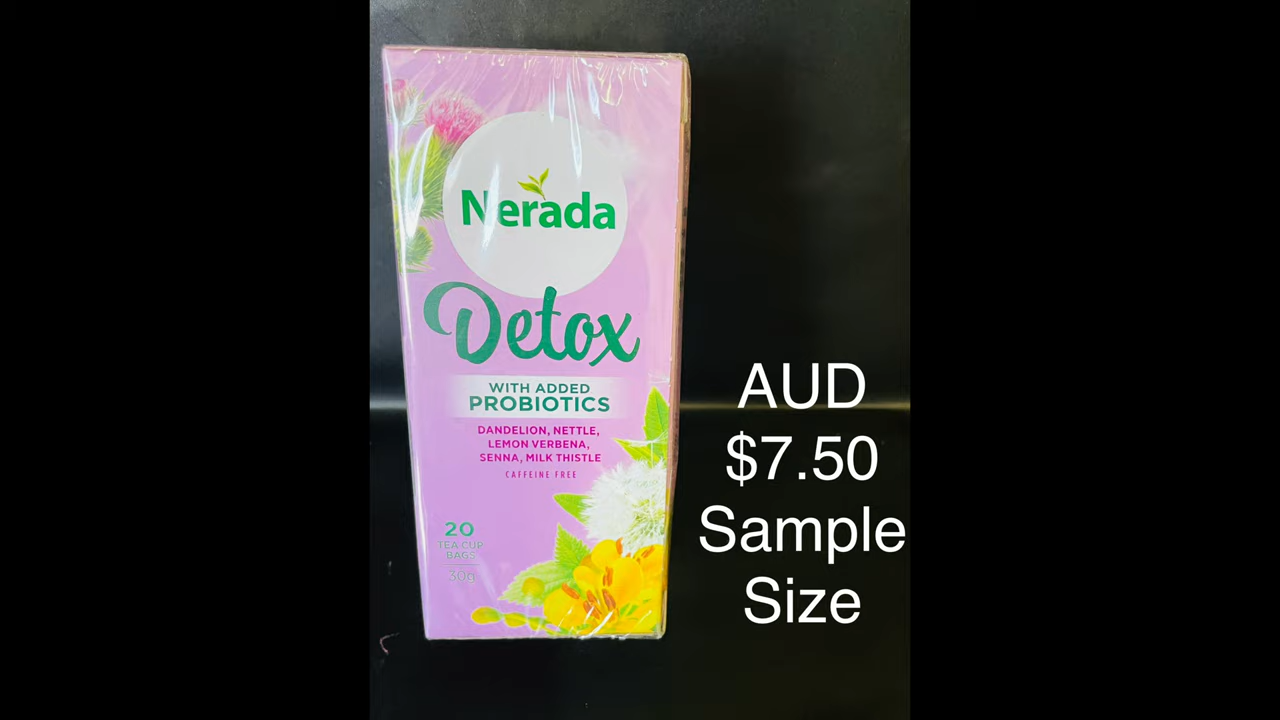 Nerada
Detox
WITH ADDED
PROBIOTICS
DANDELION, NETTLE,
LEMON VERBENA,
SENNA, MILK THISTLE
CAFFEINE FREE
20
TEA CUP
BAGS
30g
AUD
$7.50
Sample
Size